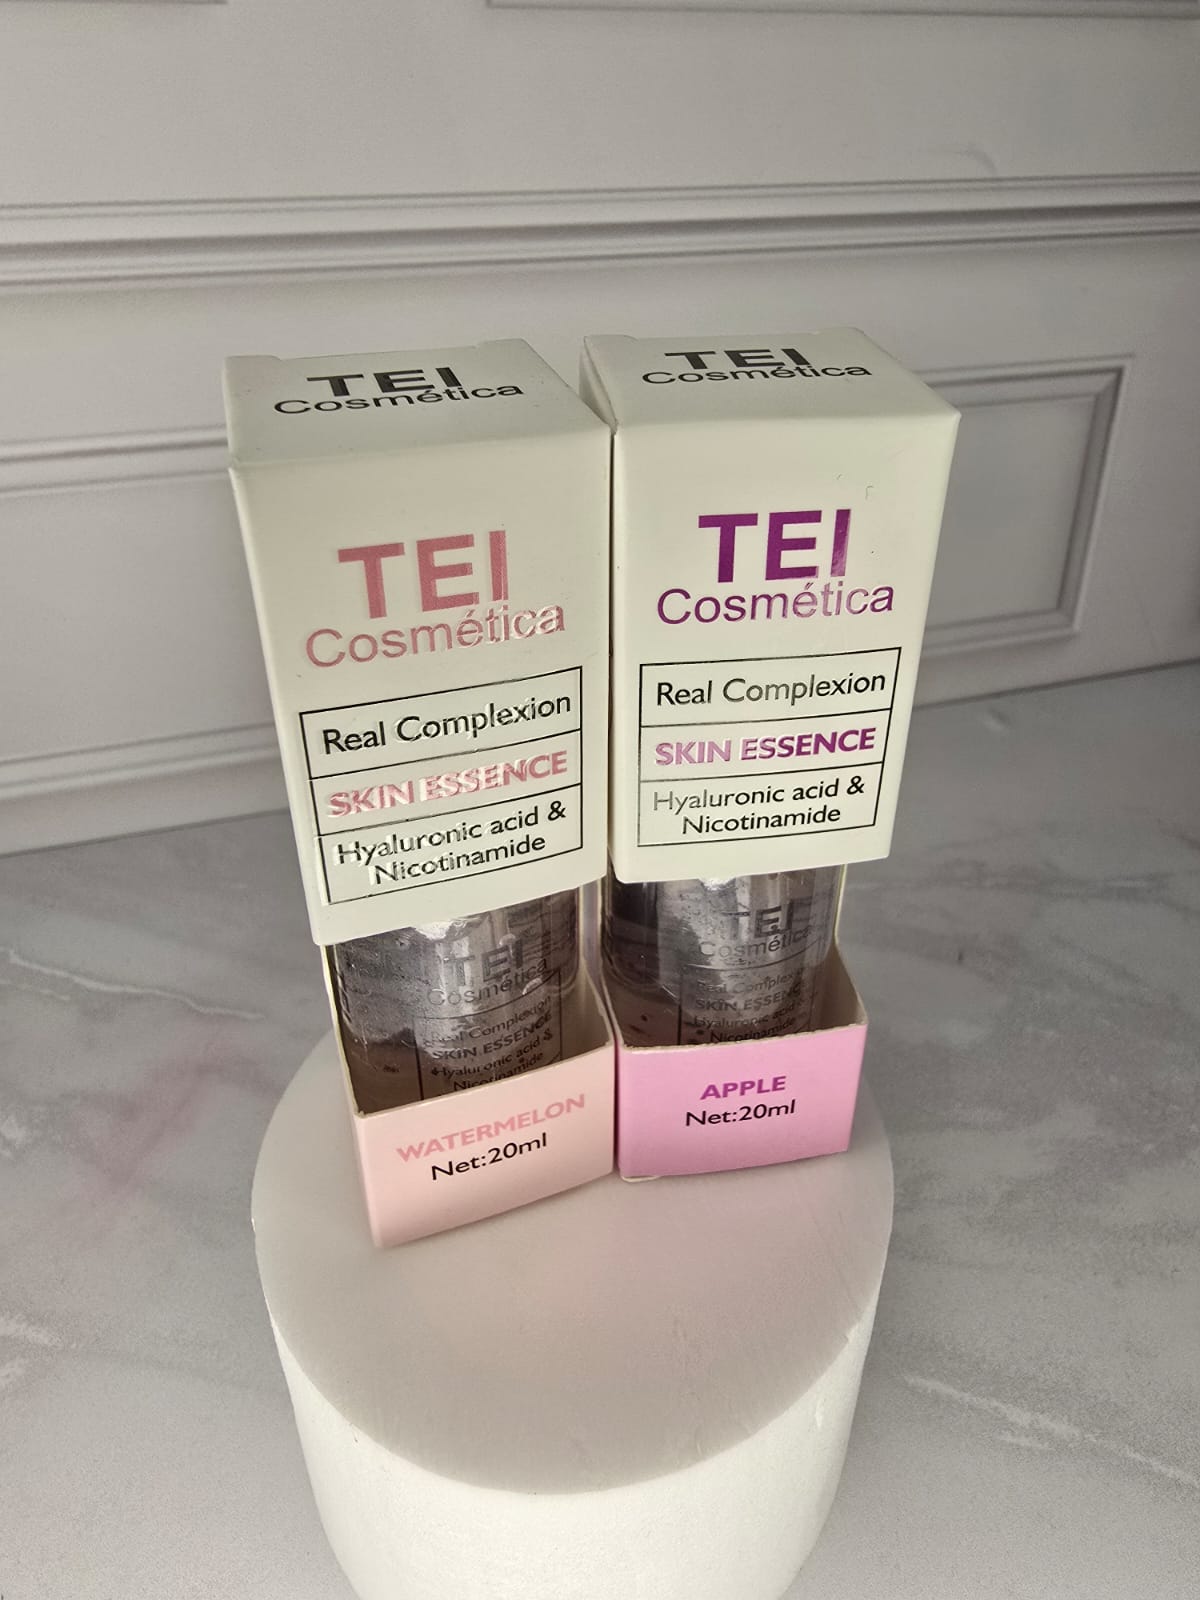 TEI
Cosmética
TEI
Cosmética
Real Complexion
SKIN ESSENCE
Hyaluronic acid &
Nicotinamide
TEI
Cosmética
Real Complexion
SKIN ESSENCE
Hyaluronic acid &
Nicotinamide
WATERMELON
Net:20ml
TEI
Cosmética
TEI
Cosmética
Real Complexion
SKIN ESSENCE
Hyaluronic acid &
Nicotinamide
TEI
Cosmética
Real Complexion
SKIN ESSENCE
Hyaluronic acid &
Nicotinamide
APPLE
Net:20ml